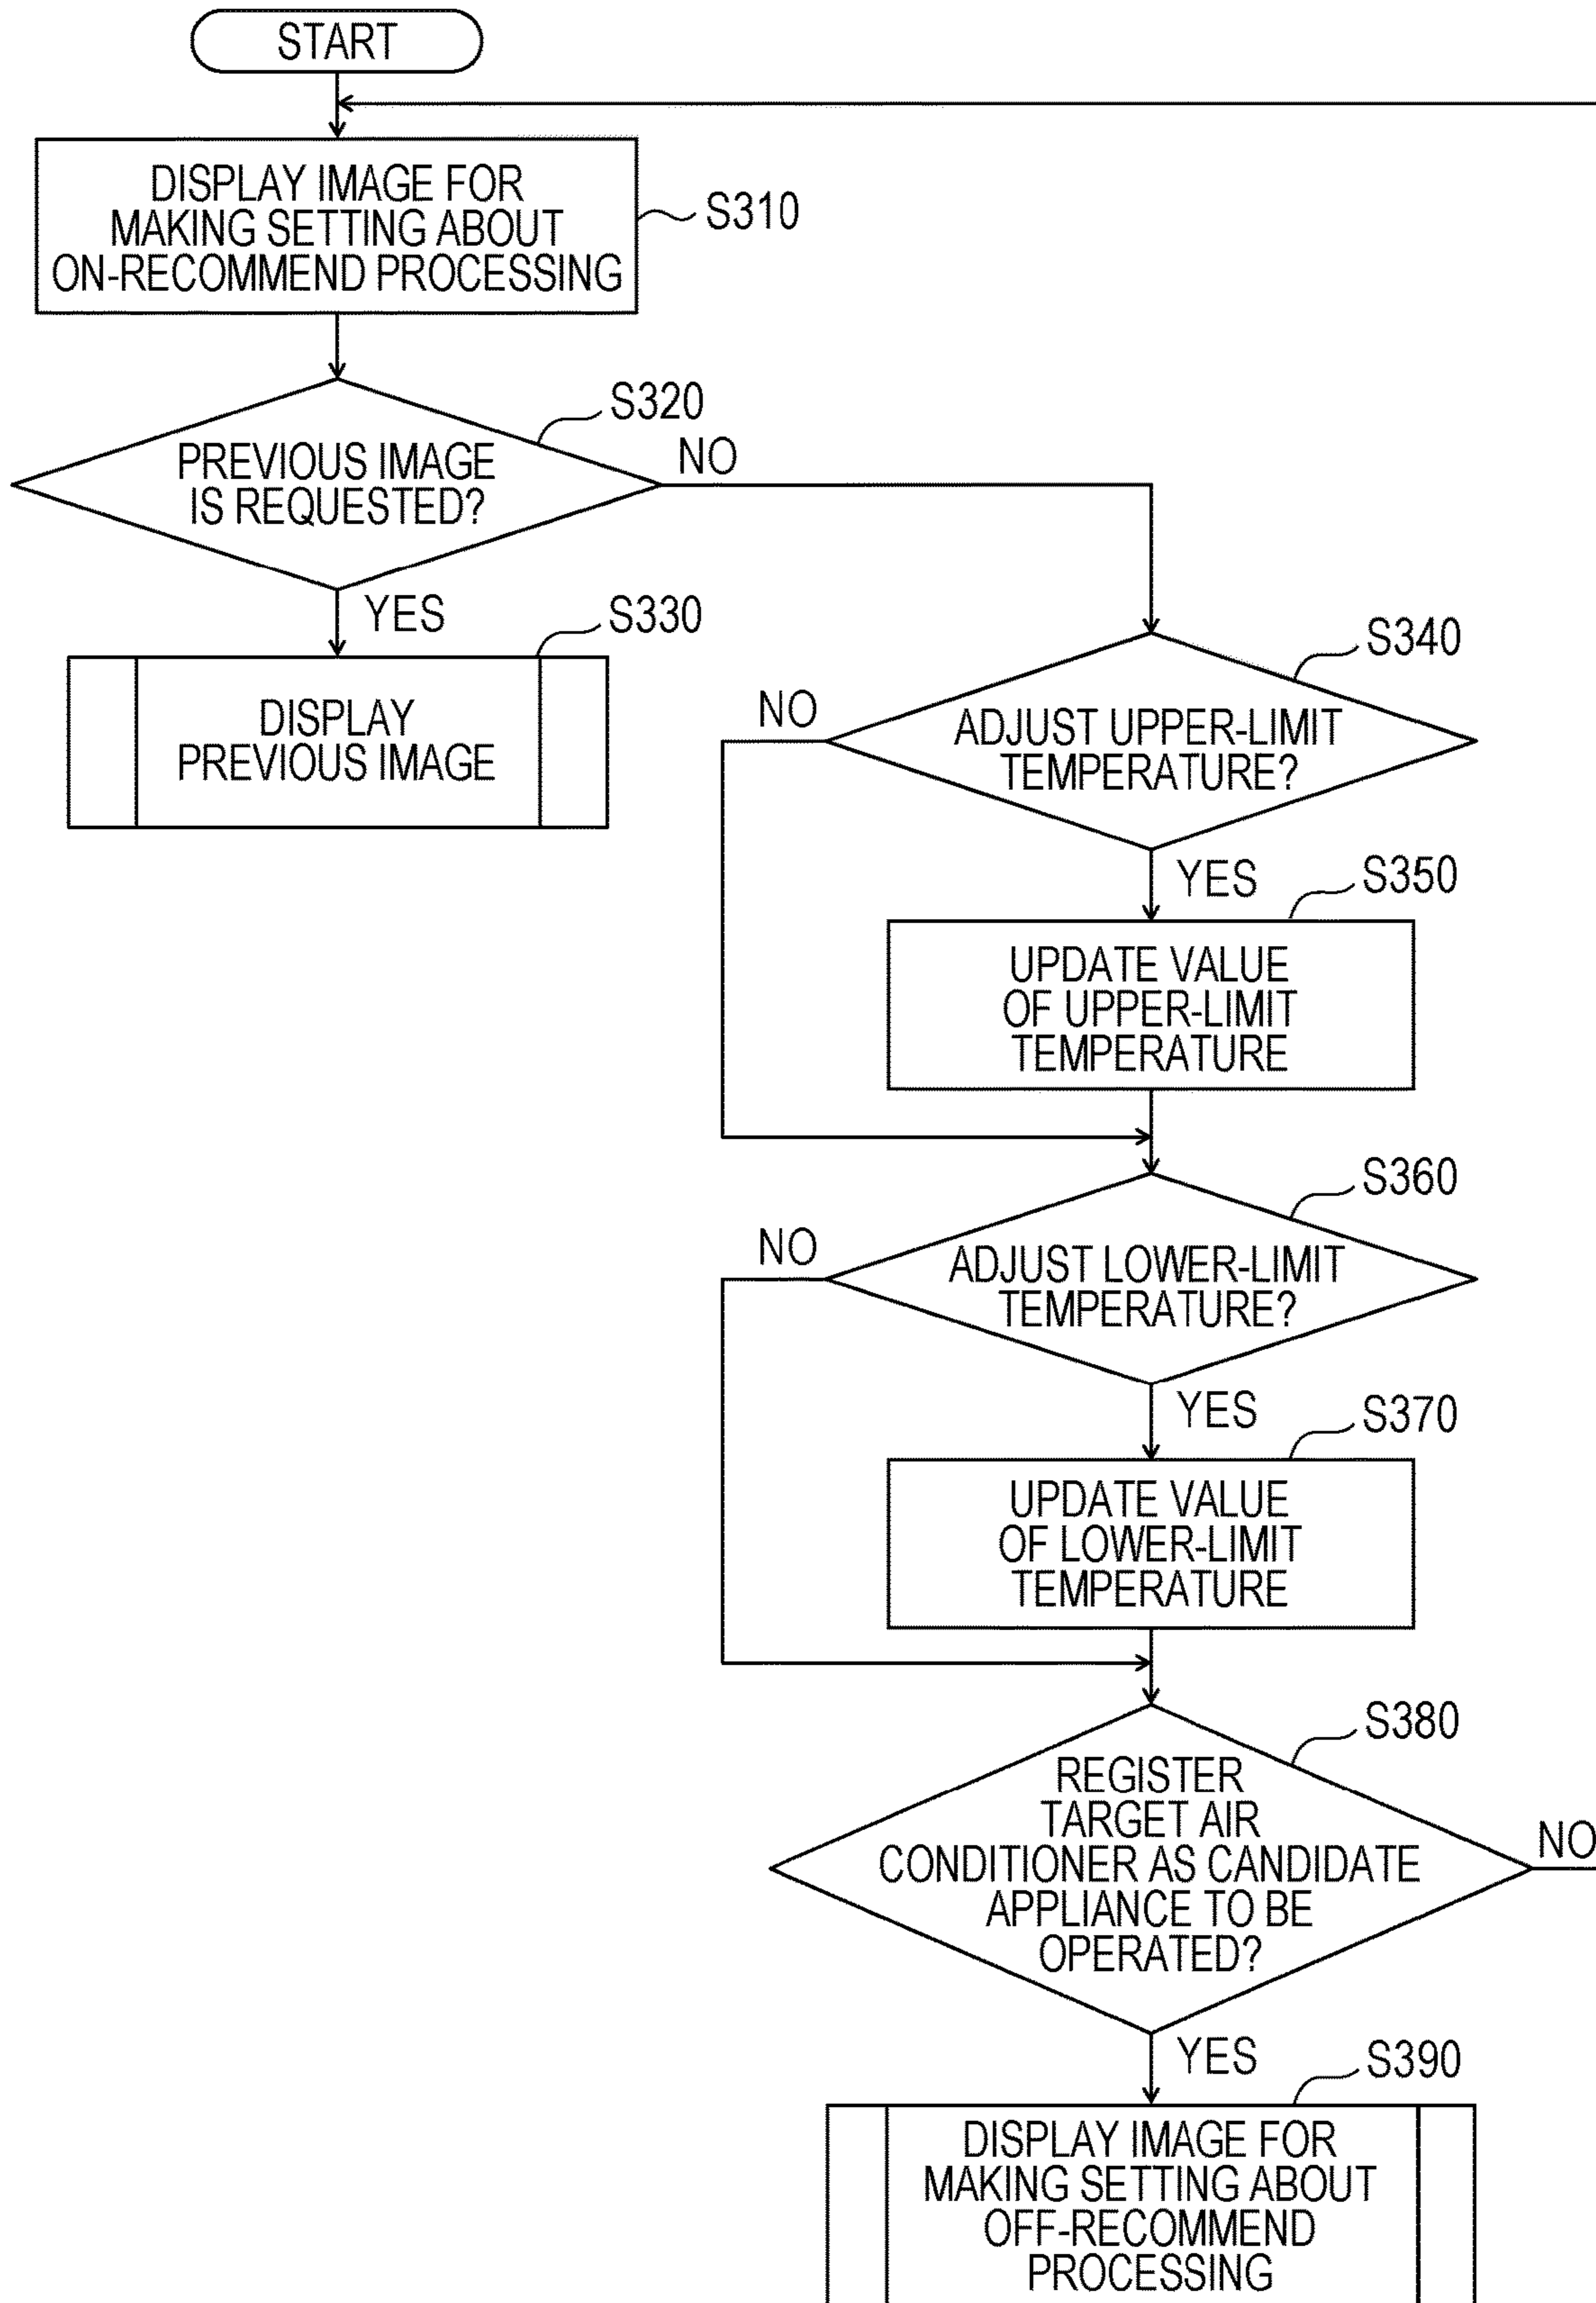 START
DISPLAY IMAGE FOR
MAKING SETTING ABOUT
ON-RECOMMEND PROCESSING
S310
S320
PREVIOUS IMAGE
IS REQUESTED?
NO
YES
S330
DISPLAY
PREVIOUS IMAGE
S340
NO
ADJUST UPPER-LIMIT
TEMPERATURE?
YES
S350
UPDATE VALUE
OF UPPER-LIMIT
TEMPERATURE
S360
NO
ADJUST LOWER-LIMIT
TEMPERATURE?
YES
S370
UPDATE VALUE
OF LOWER-LIMIT
TEMPERATURE
S380
REGISTER
TARGET AIR
CONDITIONER AS CANDIDATE
APPLIANCE TO BE
OPERATED?
NO
YES
S390
DISPLAY IMAGE FOR
MAKING SETTING ABOUT
OFF-RECOMMEND
PROCESSING